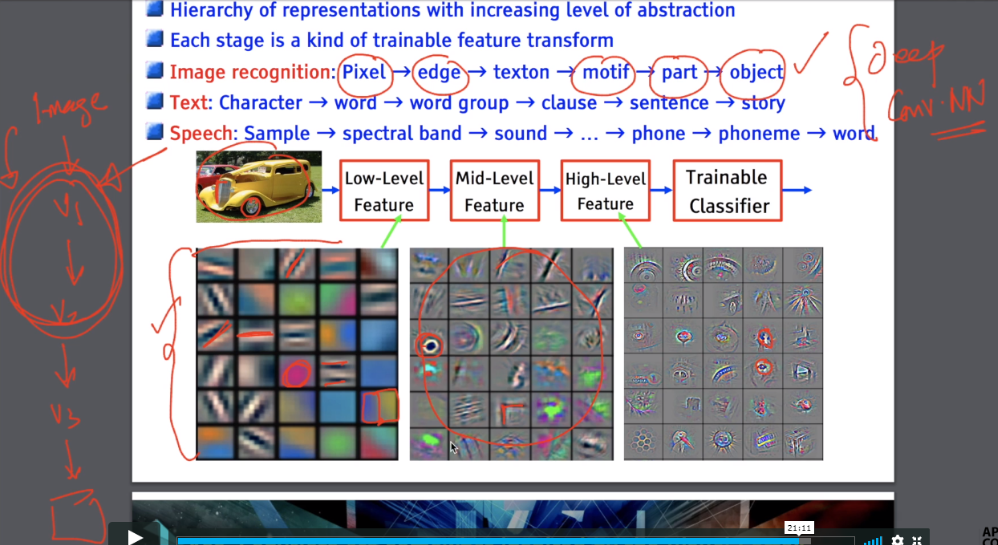 Hierarchy of representations with increasing level of abstraction
Each stage is a kind of trainable feature transform
Image recognition: Pixel → edge → texton → motif → part → object
Text: Character → word → word group → clause → sentence → story
Speech: Sample → spectral band → sound → ... → phone → phoneme → word
Deep
Conv. NN
Image
V1
V2
V3
Low-Level
Feature
Mid-Level
Feature
High-Level
Feature
Trainable
Classifier
21:11
AP
CO